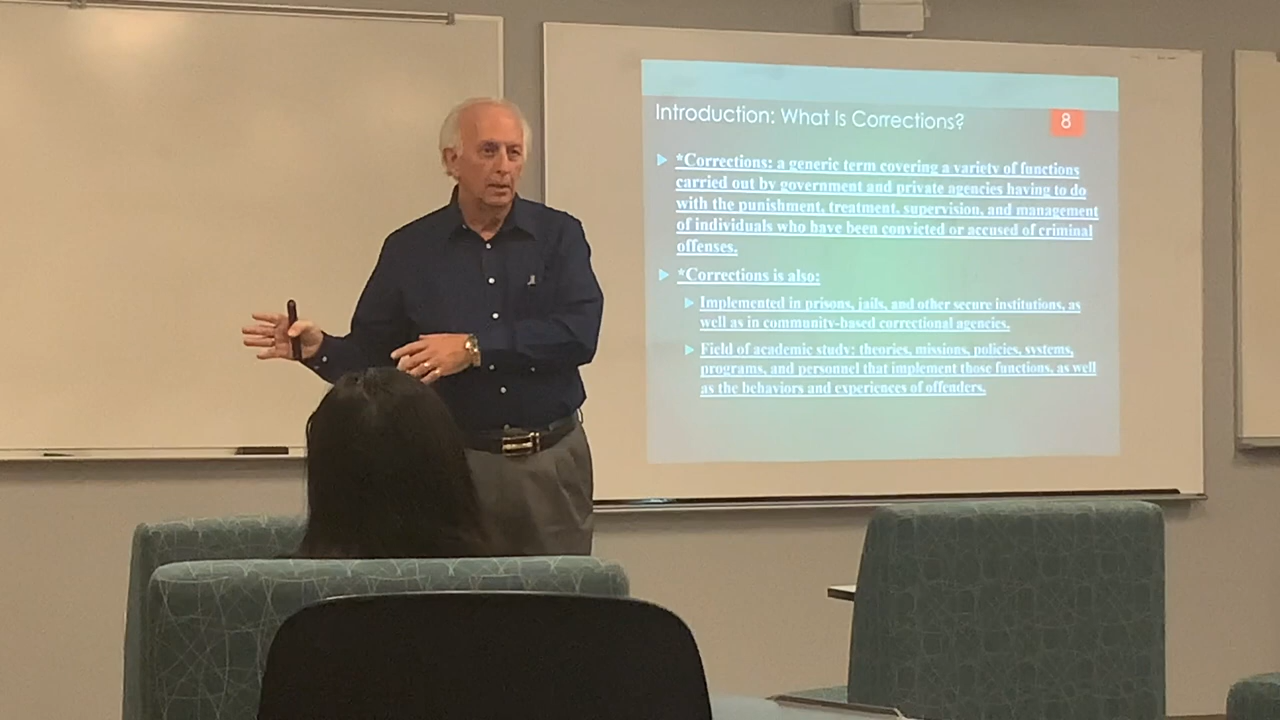 Introduction: What Is Corrections?
8
*Corrections: a generic term covering a variety of functions
carried out by government and private agencies having to do
with the punishment, treatment, supervision, and management
of individuals who have been convicted or accused of criminal
offenses.
*Corrections is also:
Implemented in prisons, jails, and other secure institutions, as
well as in community-based correctional agencies.
Field of academic study: theories, missions, policies, systems,
programs, and personnel that implement those functions, as well
as the behaviors and experiences of offenders.